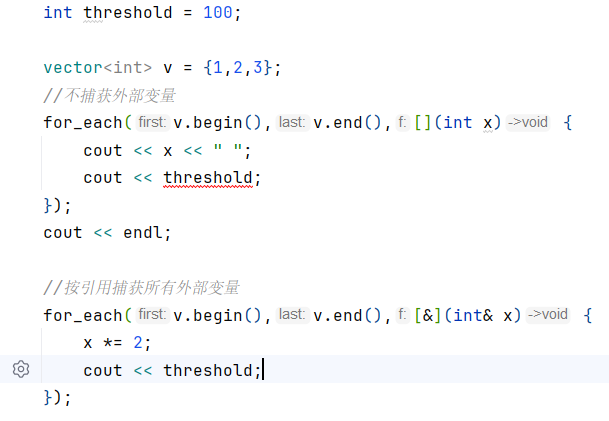 int threshold = 100;
vector<int> v = {1,2,3};
//不捕获外部变量
for_each( first: v.begin(), last: v.end(), f: [](int x) ->void {
cout << x << " ";
cout << threshold;
});
cout << endl;
//按引用捕获所有外部变量
for_each( first: v.begin(), last: v.end(), f: [&](int& x) ->void {
x *= 2;
cout << threshold;
});